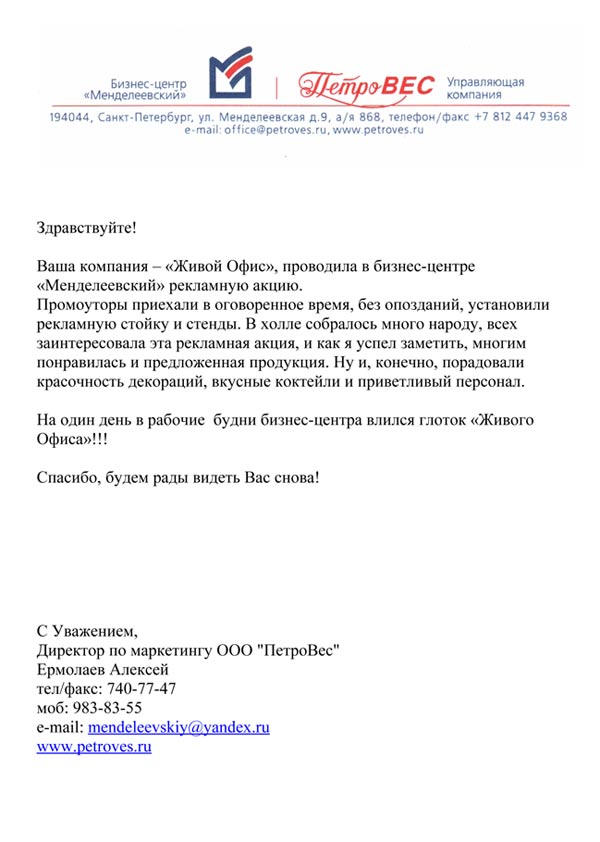 Бизнес-центр
«Менделеевский»
ПетроВЕС
Управляющая
компания
194044, Санкт-Петербург, ул. Менделеевская д.9, а/я 868, телефон/факс +7 812 447 9368
e-mail: office@petroves.ru, www.petroves.ru
Здравствуйте!
Ваша компания – «Живой Офис», проводила в бизнес-центре
«Менделеевский» рекламную акцию.
Промоуторы приехали в оговоренное время, без опозданий, установили
рекламную стойку и стенды. В холле собралось много народу, всех
заинтересовала эта рекламная акция, и как я успел заметить, многим
понравилась и предложенная продукция. Ну и, конечно, порадовали
красочность декораций, вкусные коктейли и приветливый персонал.
На один день в рабочие  будни бизнес-центра влился глоток «Живого
Офиса»!!!
Спасибо, будем рады видеть Вас снова!
С Уважением,
Директор по маркетингу ООО "ПетроВес"
Ермолаев Алексей
тел/факс: 740-77-47
моб: 983-83-55
e-mail: mendeleevskiy@yandex.ru
www.petroves.ru